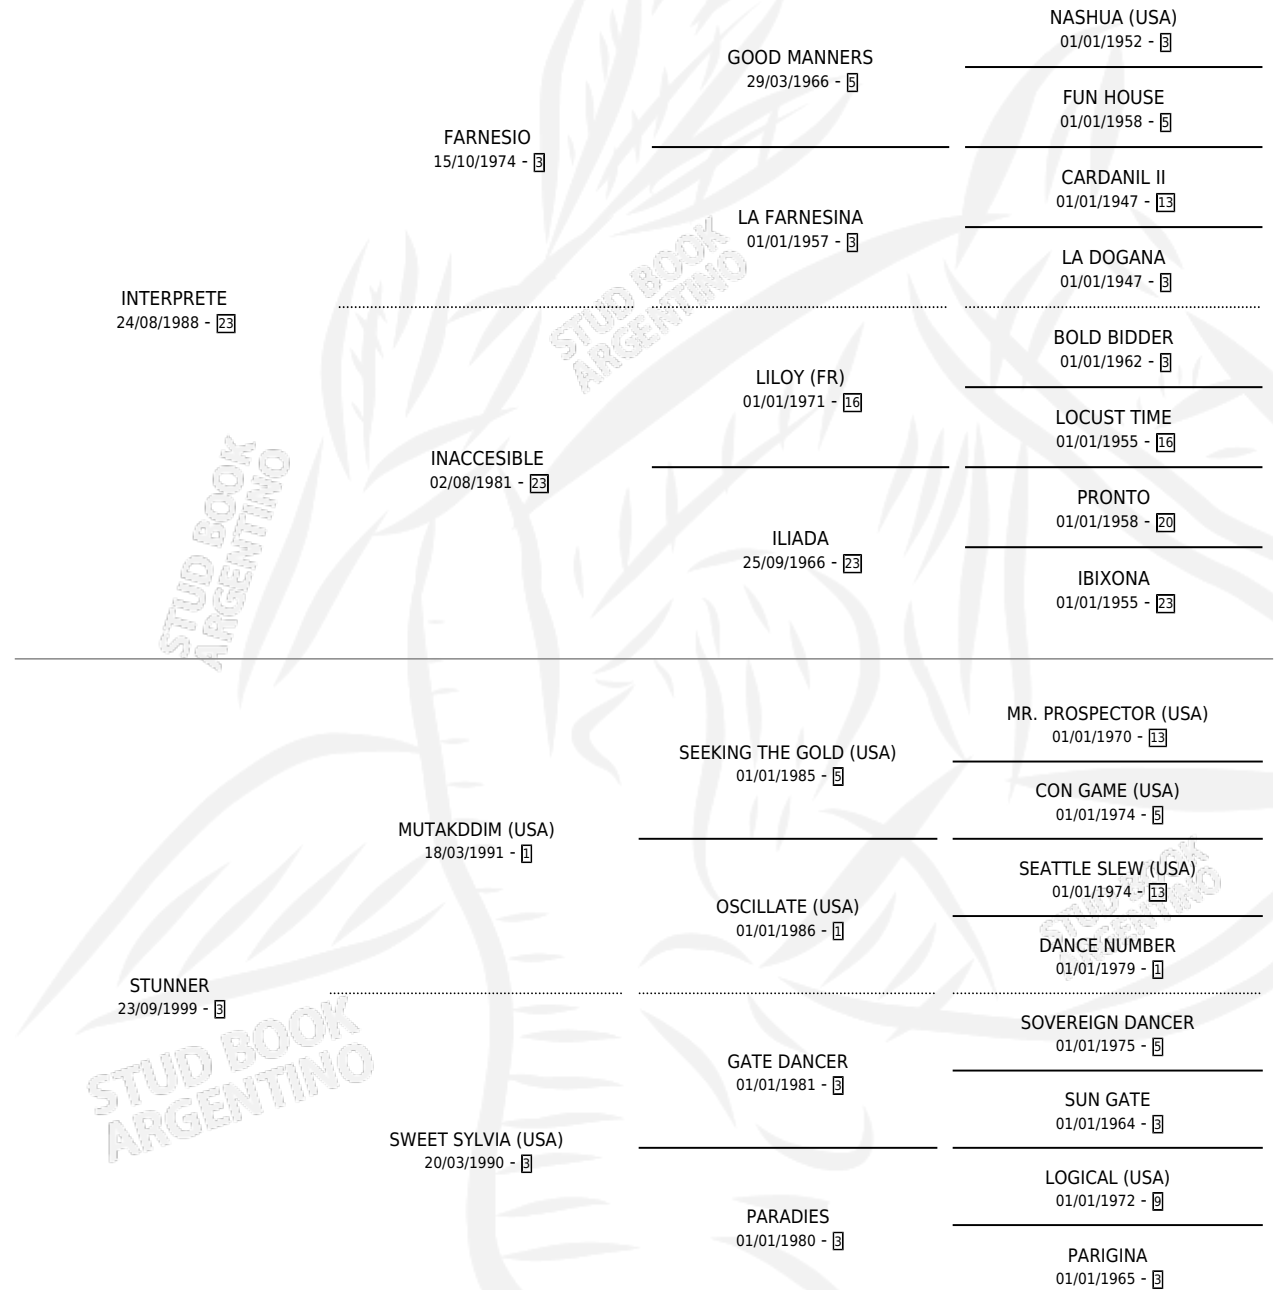 INTERPRETE
24/08/1988 - 23
FARNESIO
15/10/1974 - 3
GOOD MANNERS
29/03/1966 - 5
NASHUA (USA)
01/01/1952 - 3
FUN HOUSE
01/01/1958 - 5
LA FARNESINA
01/01/1957 - 3
CARDANIL II
01/01/1947 - 13
LA DOGANA
01/01/1947 - 3
INACCESIBLE
02/08/1981 - 23
LILOY (FR)
01/01/1971 - 16
BOLD BIDDER
01/01/1962 - 3
LOCUST TIME
01/01/1955 - 16
ILIADA
25/09/1966 - 23
PRONTO
01/01/1958 - 20
IBIXONA
01/01/1955 - 23
STUNNER
23/09/1999 - 3
MUTAKDDIM (USA)
18/03/1991 - 1
SEEKING THE GOLD (USA)
01/01/1985 - 5
MR. PROSPECTOR (USA)
01/01/1970 - 13
CON GAME (USA)
01/01/1974 - 5
OSCILLATE (USA)
01/01/1986 - 1
SEATTLE SLEW (USA)
01/01/1974 - 13
DANCE NUMBER
01/01/1979 - 1
SWEET SYLVIA (USA)
20/03/1990 - 3
GATE DANCER
01/01/1981 - 3
SOVEREIGN DANCER
01/01/1975 - 5
SUN GATE
01/01/1964 - 3
PARADIES
01/01/1980 - 3
LOGICAL (USA)
01/01/1972 - 9
PARIGINA
01/01/1965 - 3
STUD BOOK
ARGENTINO
STUD BOOK
ARGENTINO
STUD BOOK
ARGENTINO
STUD BOOK
ARGENTINO